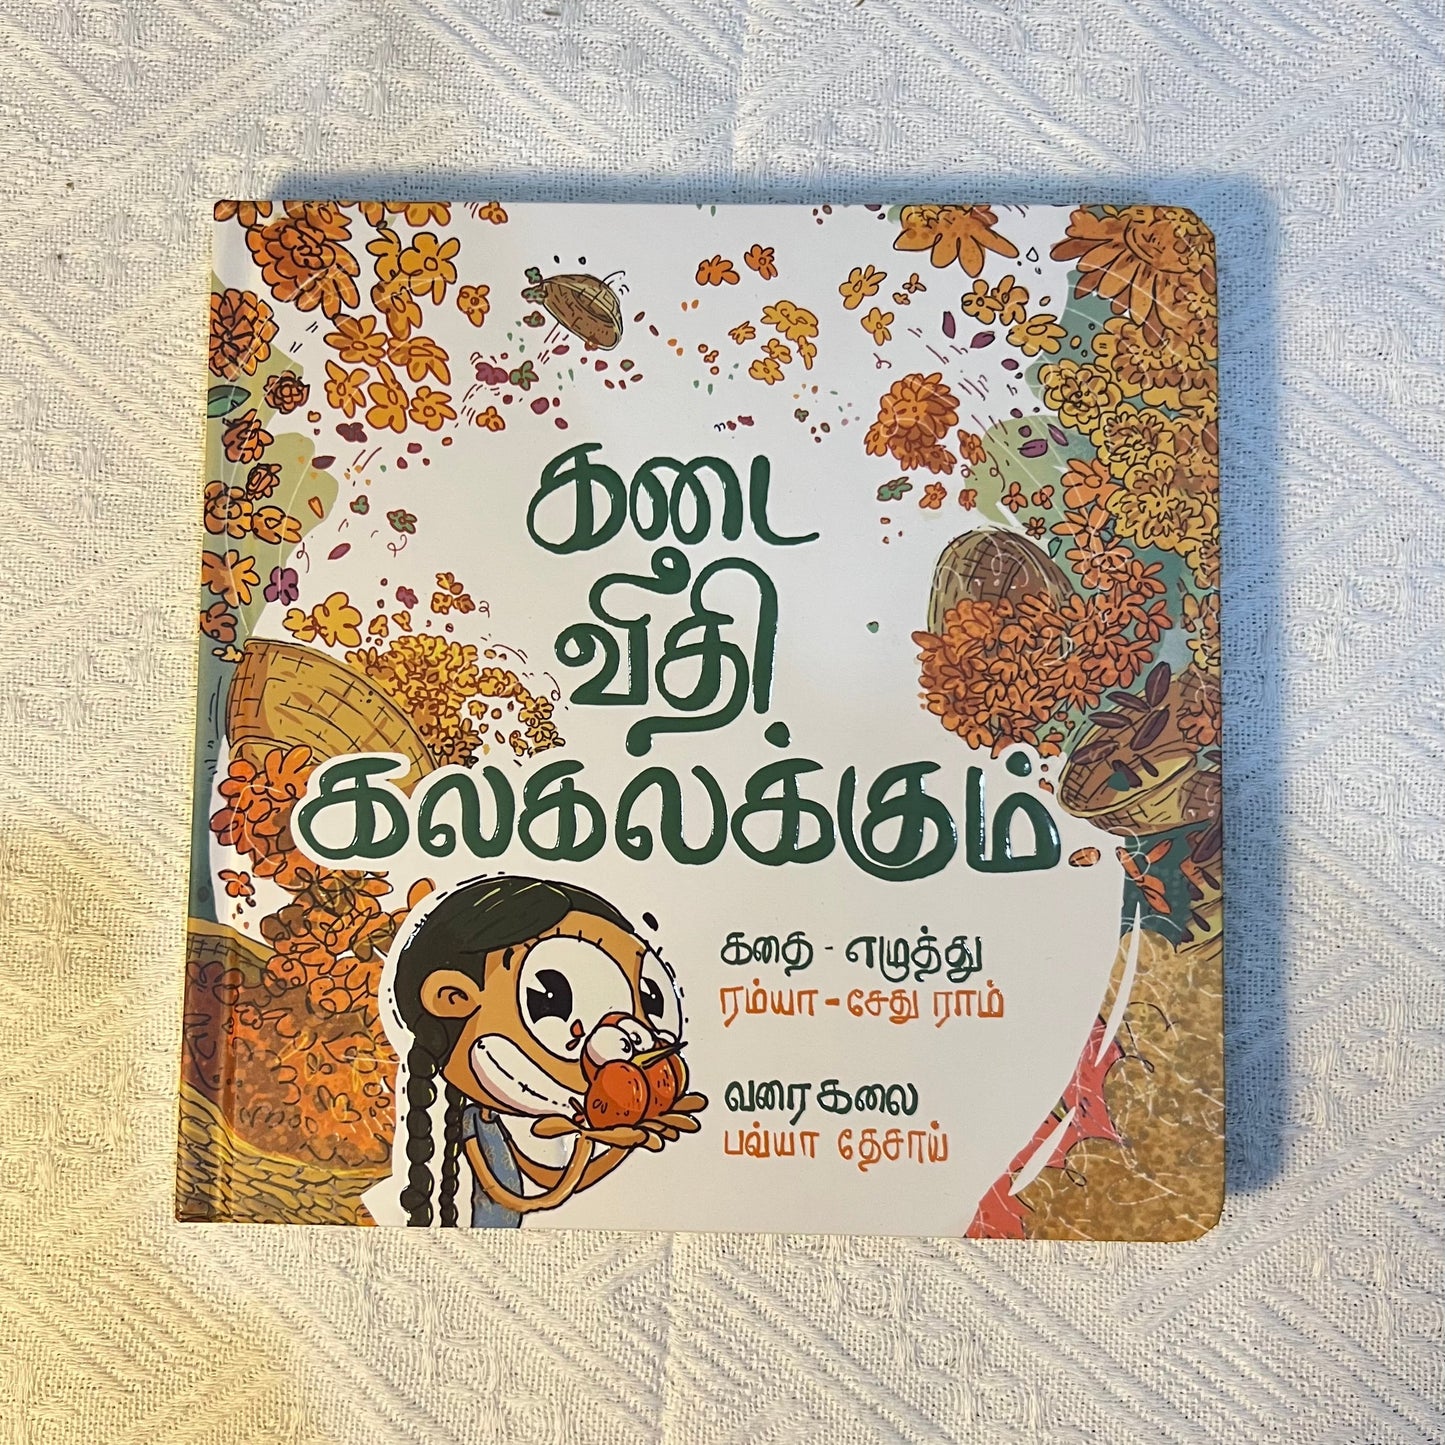 கடை
வீதி
கலகலக்கும்
கதை - எழுத்து
ரம்யா - சேது ராம்
வரைகலை
பவ்யா தேசாய்